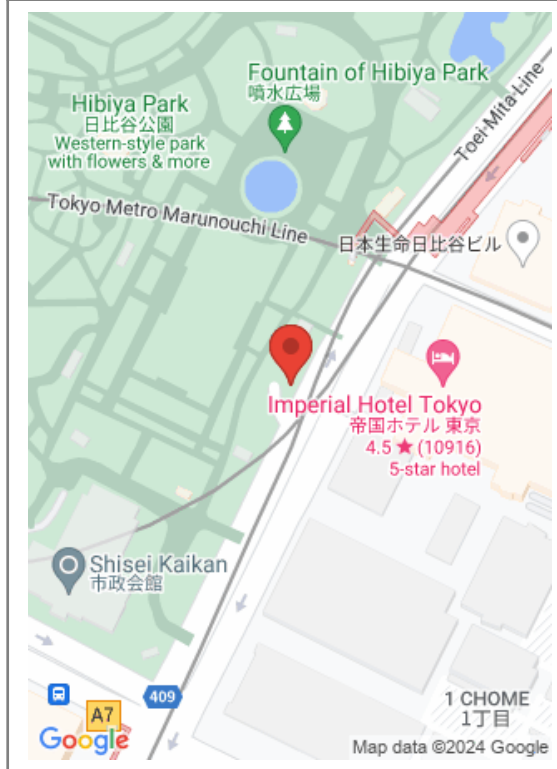 Fountain of Hibiya Park
噴水広場
Hibiya Park
日比谷公園
Western-style park
with flowers & more
Toei-Mita-Line
Tokyo Metro Marunouchi Line
日本生命日比谷ビル
Imperial Hotel Tokyo
帝国ホテル 東京
4.5 ★ (10916)
5-star hotel
Shisei Kaikan
市政会館
409
A7
1 CHOME
1丁目
Google
Map data ©2024 Google